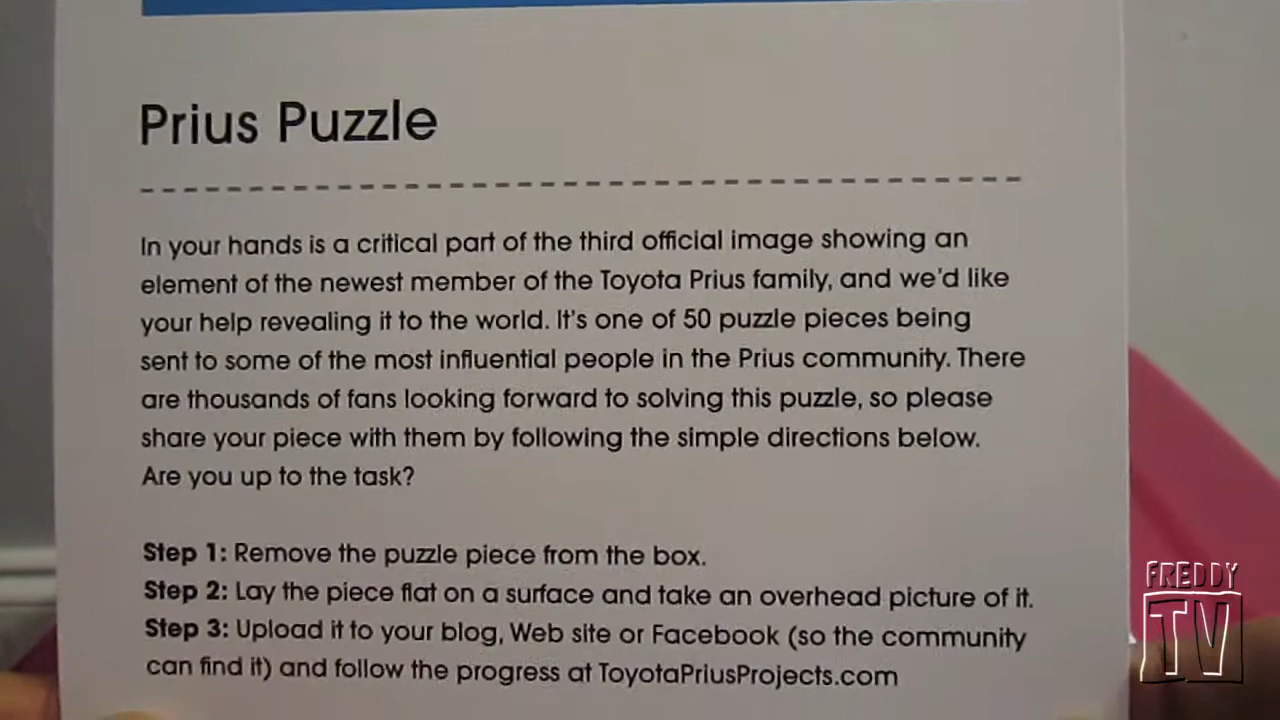 Prius Puzzle
In your hands is a critical part of the third official image showing an
element of the newest member of the Toyota Prius family, and we'd like
your help revealing it to the world. It's one of 50 puzzle pieces being
sent to some of the most influential people in the Prius community. There
are thousands of fans looking forward to solving this puzzle, so please
share your piece with them by following the simple directions below.
Are you up to the task?
Step 1: Remove the puzzle piece from the box.
Step 2: Lay the piece flat on a surface and take an overhead picture of it.
Step 3: Upload it to your blog, Web site or Facebook (so the community
can find it) and follow the progress at ToyotaPriusProjects.com
FREDDY
TV